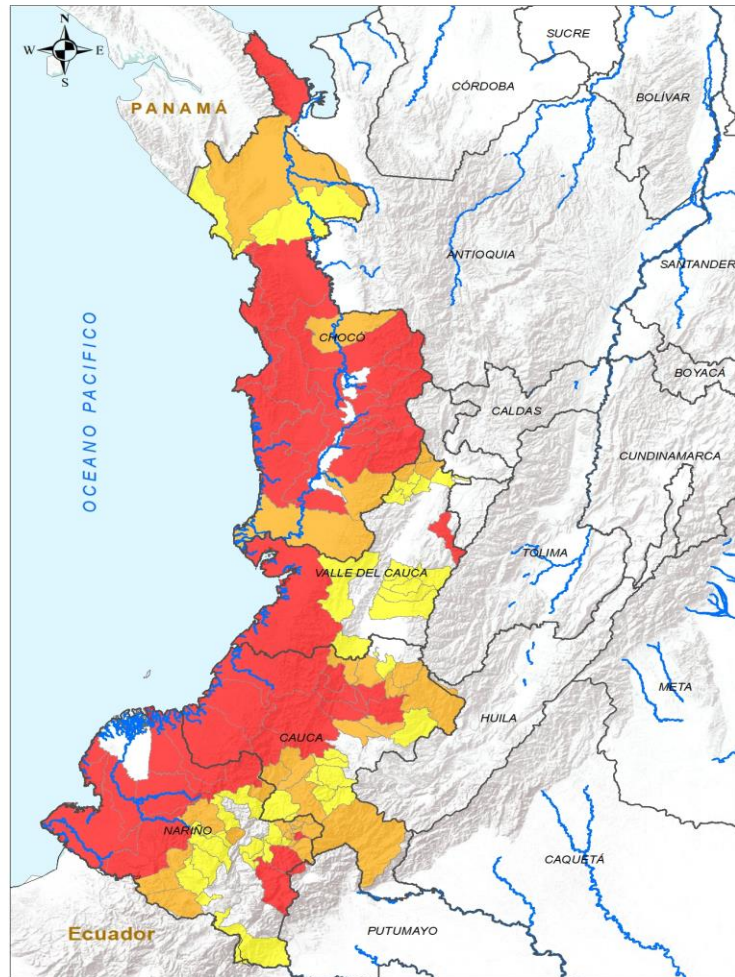 N
W E
S
SUCRE
CÓRDOBA
BOLÍVAR
PANAMÁ
ANTIOQUIA
SANTANDER
CHOCÓ
BOYACÁ
CALDAS
OCEANO PACIFICO
CUNDINAMARCA
TOLIMA
VALLE DEL CAUCA
META
HUILA
CAUCA
NARIÑO
CAQUETÁ
Ecuador
PUTUMAYO